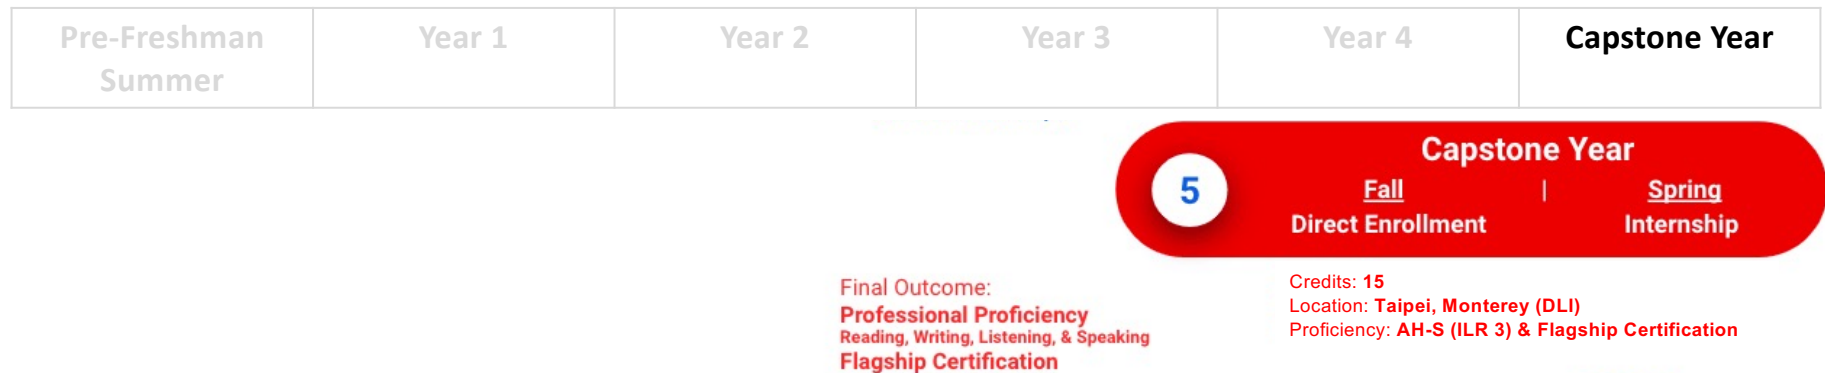 Pre-Freshman Summer
Year 1
Year 2
Year 3
Year 4
Capstone Year
Capstone Year
5
Fall | Spring
Direct Enrollment Internship
Final Outcome:
Professional Proficiency
Reading, Writing, Listening, & Speaking
Flagship Certification
Credits: 15
Location: Taipei, Monterey (DLI)
Proficiency: AH-S (ILR 3) & Flagship Certification